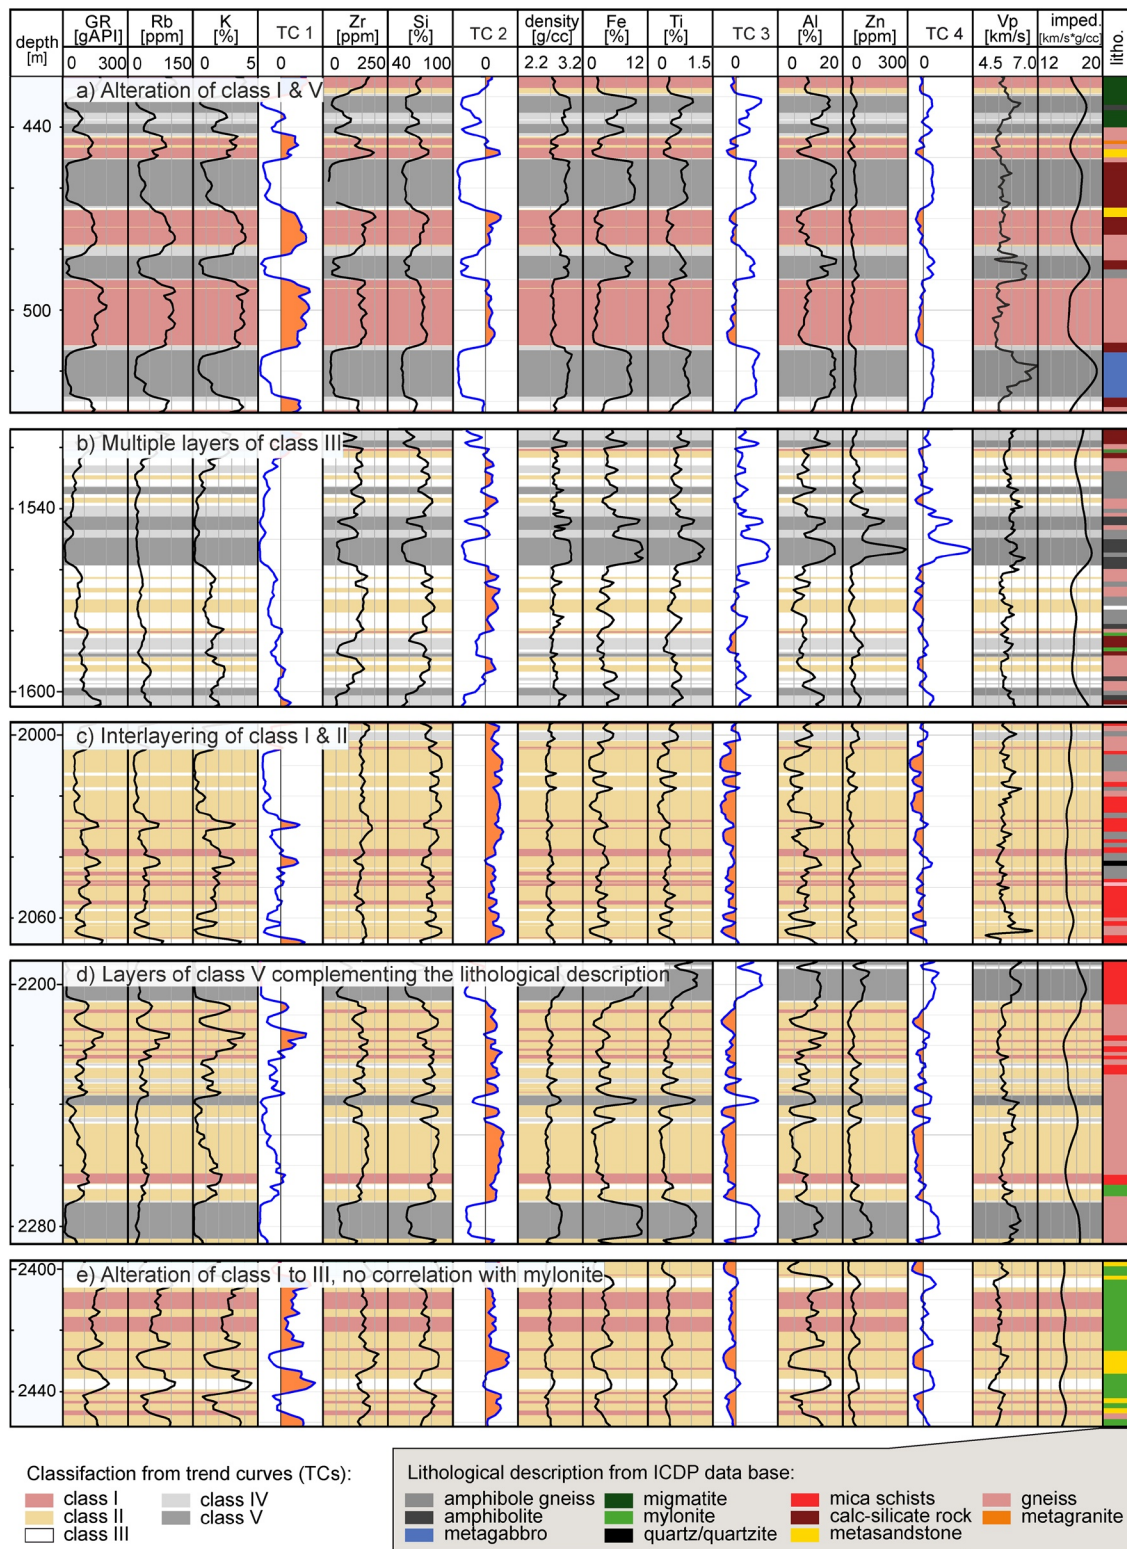 depth
[m]
GR
[gAPI]
0 300
Rb
[ppm]
0 150
K
[%]
0 5
TC 1
0
Zr
[ppm]
0 250
Si
[%]
40 100
TC 2
0
density
[g/cc]
2.2 3.2
Fe
[%]
0 12
Ti
[%]
0 1.5
TC 3
0
Al
[%]
0 20
Zn
[ppm]
0 300
TC 4
0
Vp
[km/s]
4.5 7.0
imped.
[km/s*g/cc]
12 20
litho.
a) Alteration of class I & V
440
500
b) Multiple layers of class III
1540
1600
c) Interlayering of class I & II
2000
2060
d) Layers of class V complementing the lithological description
2200
2280
e) Alteration of class I to III, no correlation with mylonite
2400
2440
Classifaction from trend curves (TCs):
class I
class II
class III
class IV
class V
Lithological description from ICDP data base:
amphibole gneiss
amphibolite
metagabbro
migmatite
mylonite
quartz/quartzite
mica schists
calc-silicate rock
metasandstone
gneiss
metagranite